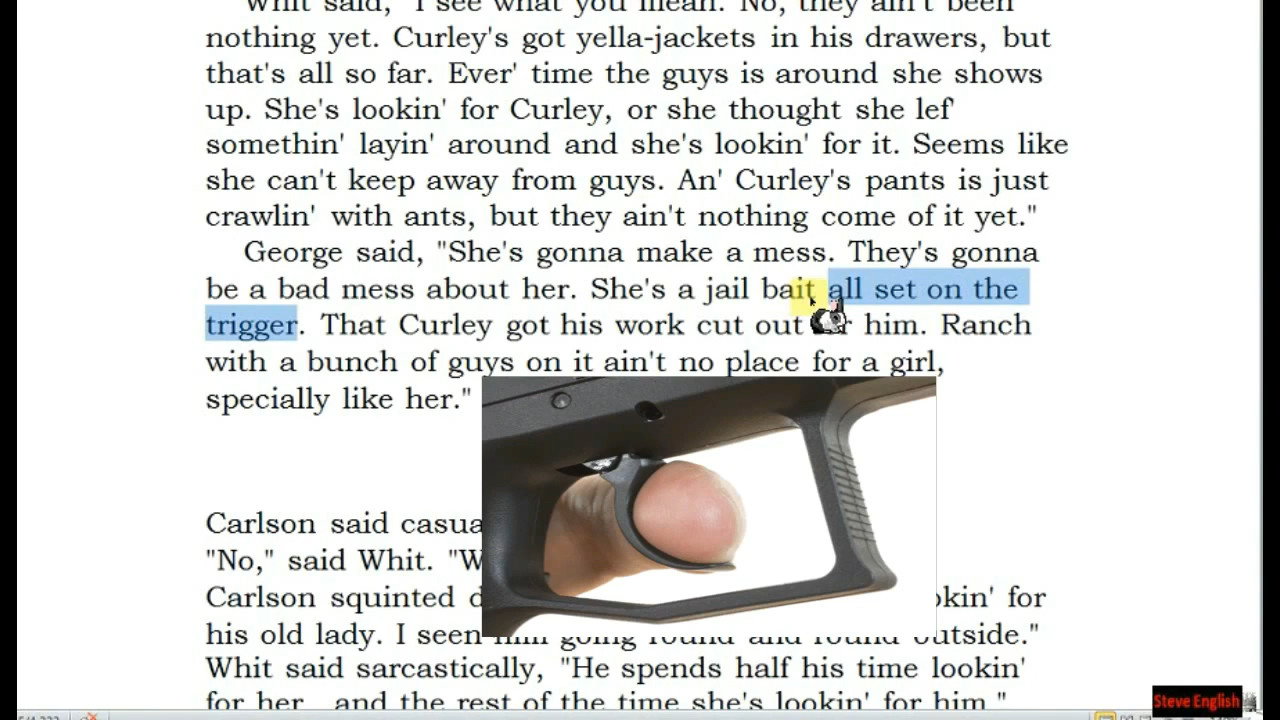 Whit said, "I see what you mean. No, they ain't been
nothing yet. Curley's got yella-jackets in his drawers, but
that's all so far. Ever' time the guys is around she shows
up. She's lookin' for Curley, or she thought she lef'
somethin' layin' around and she's lookin' for it. Seems like
she can't keep away from guys. An' Curley's pants is just
crawlin' with ants, but they ain't nothing come of it yet."
George said, "She's gonna make a mess. They's gonna
be a bad mess about her. She's a jail bait all set on the
trigger. That Curley got his work cut out him. Ranch
with a bunch of guys on it ain't no place for a girl,
specially like her."
Carlson said casua
"No," said Whit. "W
Carlson squinted d okin' for
his old lady. I seen him going round and round outside."
Whit said sarcastically, "He spends half his time lookin'
for her, and the rest of the time she's lookin' for him."
Steve English